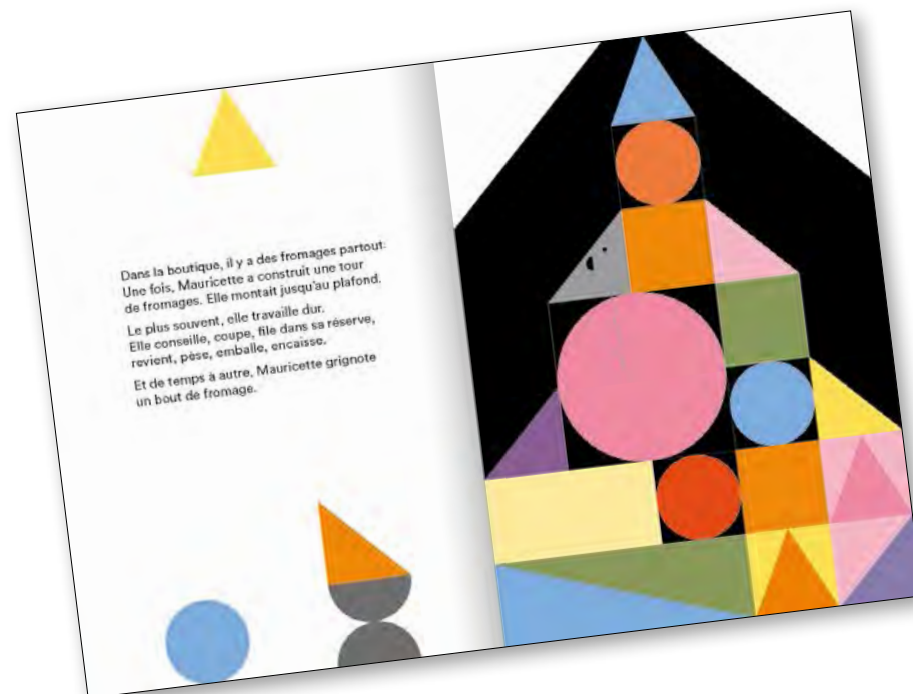 Dans la boutique, il y a des fromages partout.
Une fois, Mauricette a construit une tour
de fromages. Elle montait jusqu'au plafond.
Le plus souvent, elle travaille dur.
Elle conseille, coupe, file dans sa réserve,
revient, pèse, emballe, encaisse.
Et de temps à autre, Mauricette grignote
un bout de fromage.